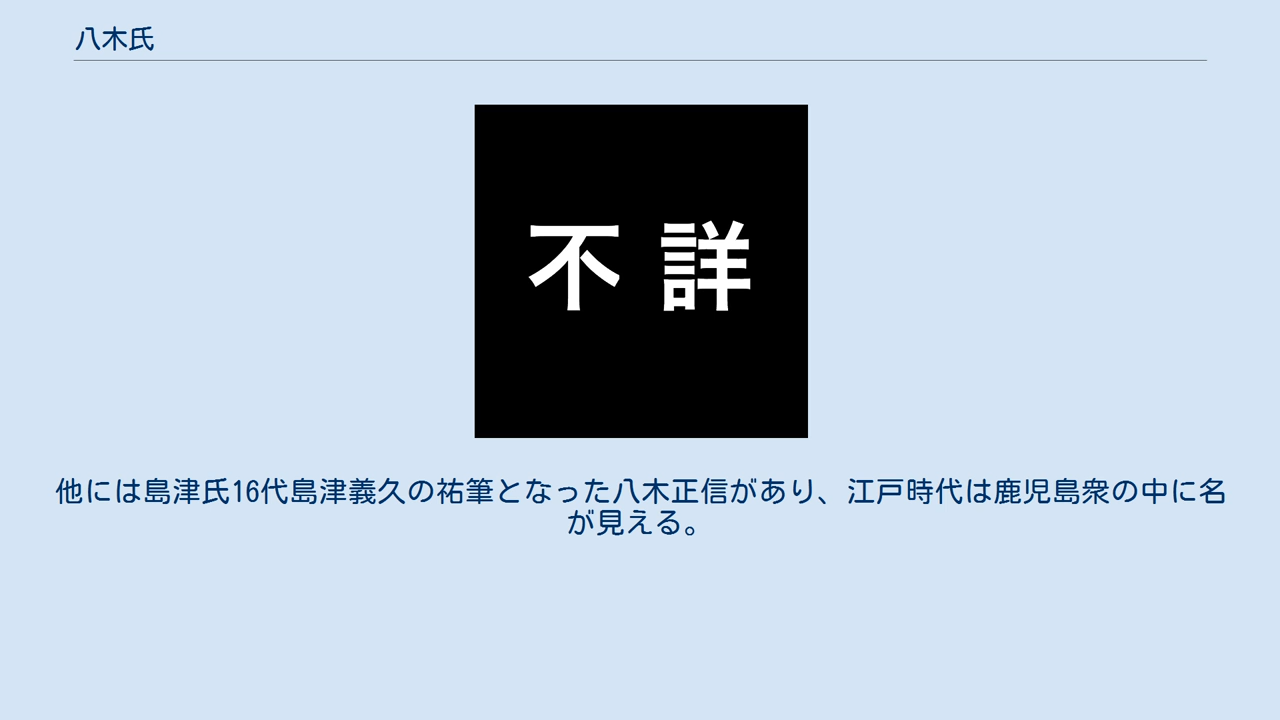 八木氏
不詳
他には島津氏16代島津義久の祐筆となった八木正信があり、江戸時代は鹿児島衆の中に名
が見える。